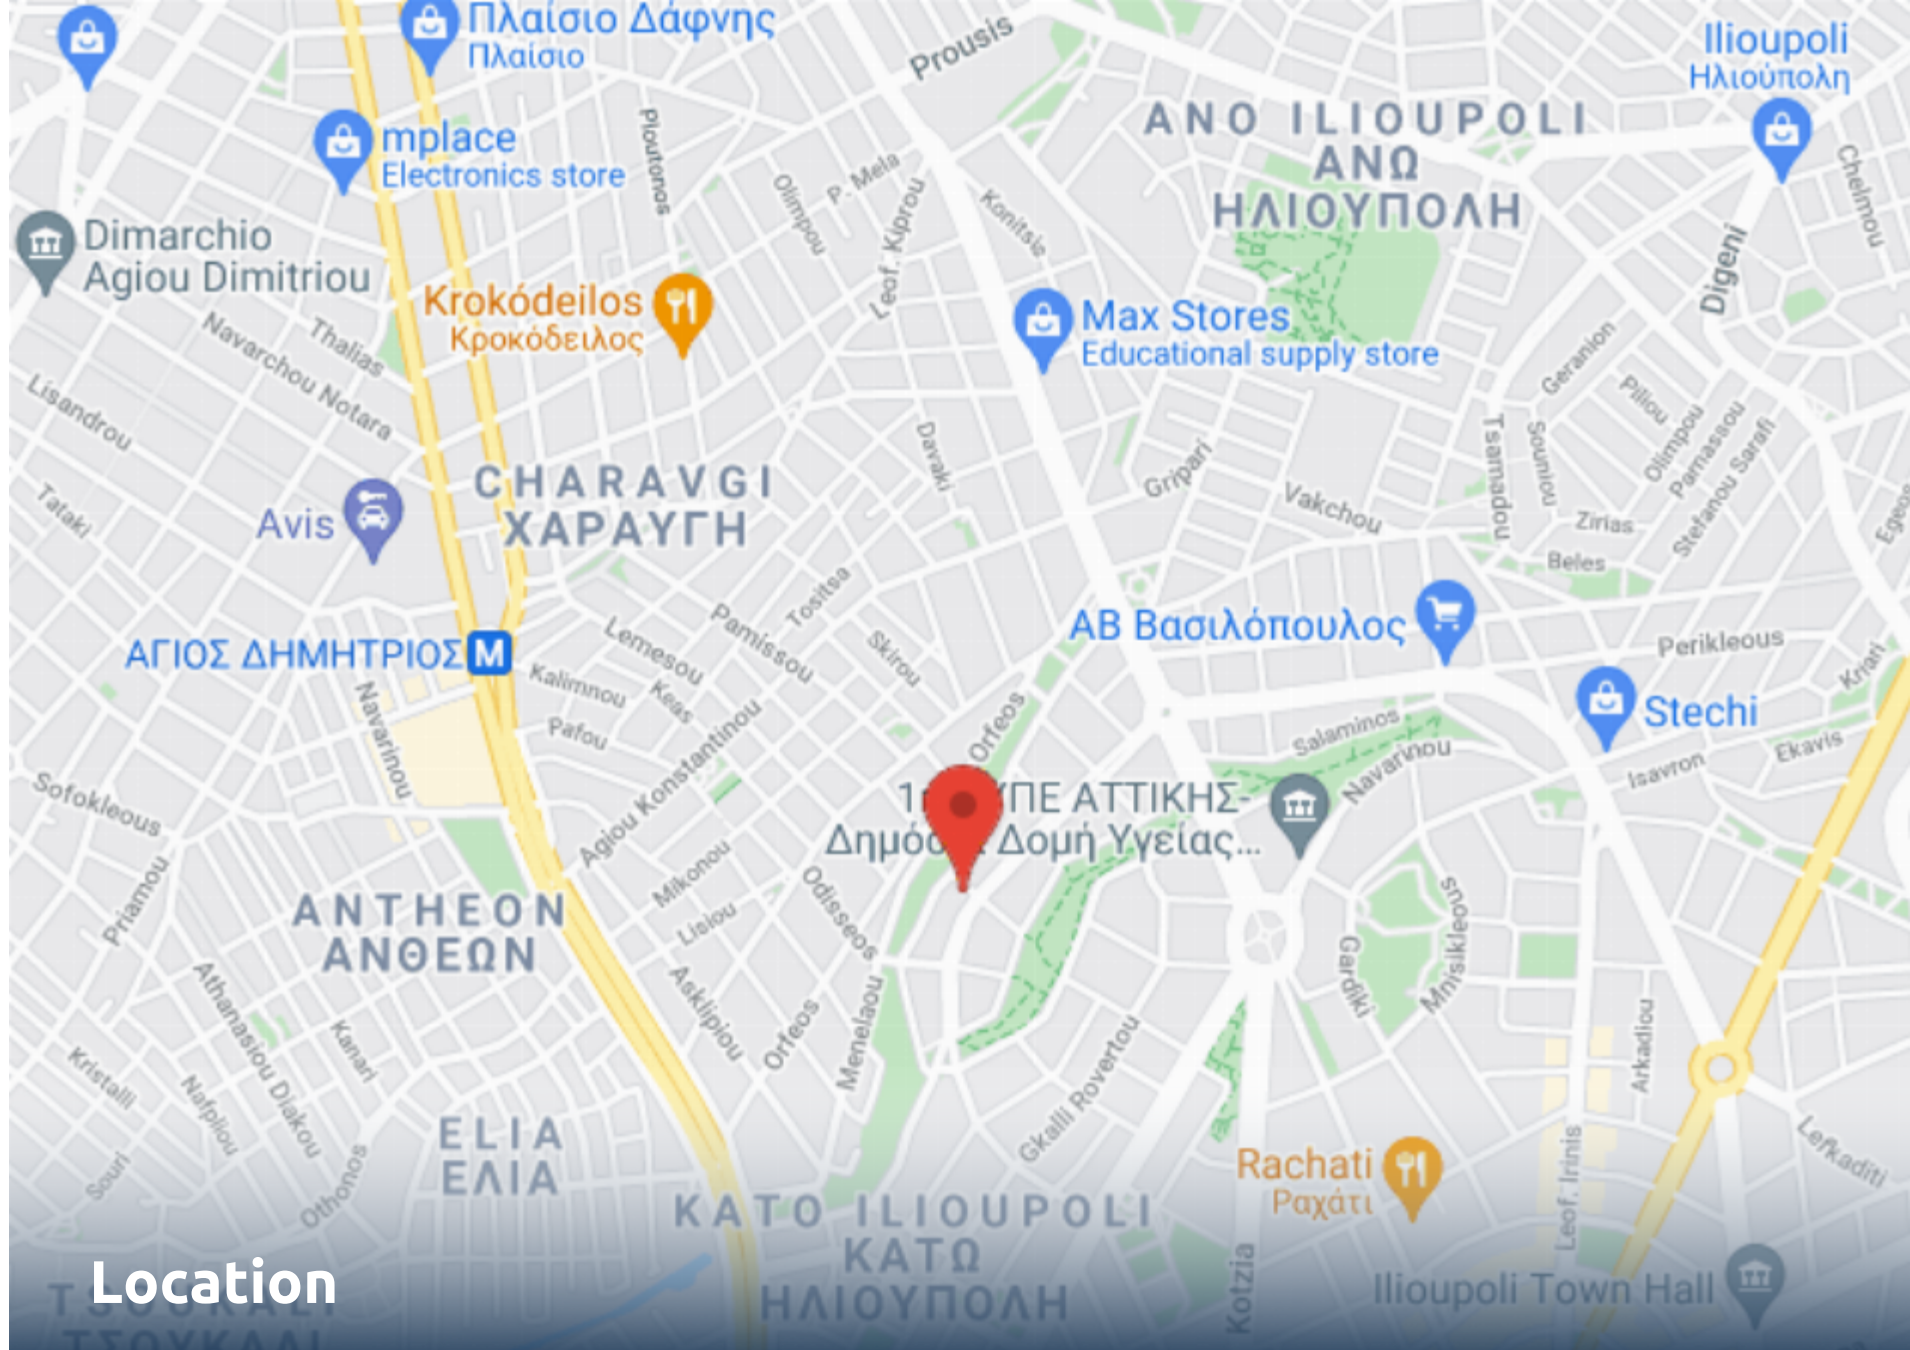 Πλαίσιο Δάφνης
Πλαίσιο
Prousis
Ilioupoli
Ηλιούπολη
mplace
Electronics store
Ploutonos
ANO ILIOUPOLI
ΑΝΩ
ΗΛΙΟΥΠΟΛΗ
Chelmou
Olimpou
P. Mela
Leof. Kiprou
Konitsis
Dimarchio
Agiou Dimitriou
Digeni
Krokódeilos
Κροκόδειλος
Max Stores
Educational supply store
Thalias
Navarchou Notara
Lisandrou
Geranion
Piliou
Olimpou
Parnassou
Stefanou Sarafi
Tsamadou
Souniou
Davaki
Gripari
Vakchou
Zirias
Beles
Egeos
CHARAVGI
ΧΑΡΑΥΓΗ
Tataki
Avis
Tositsa
Parnissou
Lemesou
Skirou
ΑΒ Βασιλόπουλος
Perikleous
Knari
ΑΓΙΟΣ ΔΗΜΗΤΡΙΟΣ
M
Kalimnou
Keas
Pafou
Navarinou
Agiou Konstantinou
Orfeos
Salaminos
Navarinou
Stechi
Isavron
Ekavis
Sofokleous
ΥΠΕ ΑΤΤΙΚΗΣ-
Δομή Υγείας...
Priamou
Mikonou
Lisiou
Odisseos
ANTHEON
ΑΝΘΕΩΝ
Gardiki
Mnisikleous
Athanasiou Diakou
Asklipiou
Orfeos
Menelaou
Kanari
Kristalli
Nafpliou
Souri
Othonos
Gkalli Rovertou
Arkadiou
Lefkaditi
ELIA
ΕΛΙΑ
Rachati
Ραχάτι
Leof. Irinis
KATO ILIOUPOLI
ΚΑΤΩ
ΗΛΙΟΥΠΟΛΗ
Kotzia
Ilioupoli Town Hall
Location